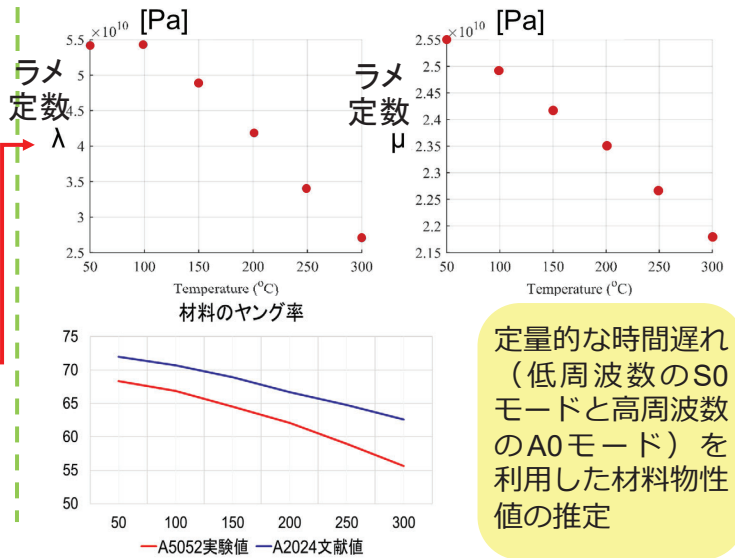 ×10¹⁰ [Pa]
5.5
5
4.5
4
3.5
3
2.5
ラメ
定数
λ
50 100 150 200 250 300
Temperature (°C)
×10¹⁰ [Pa]
2.55
2.5
2.45
2.4
2.35
2.3
2.25
2.2
2.15
ラメ
定数
μ
50 100 150 200 250 300
Temperature (°C)
材料のヤング率
75
70
65
60
55
50
50 100 150 200 250 300
A5052実験値 A2024文献値
定量的な時間遅れ
（低周波数のS0
モードと高周波数
のA0モード）を
利用した材料物性
値の推定